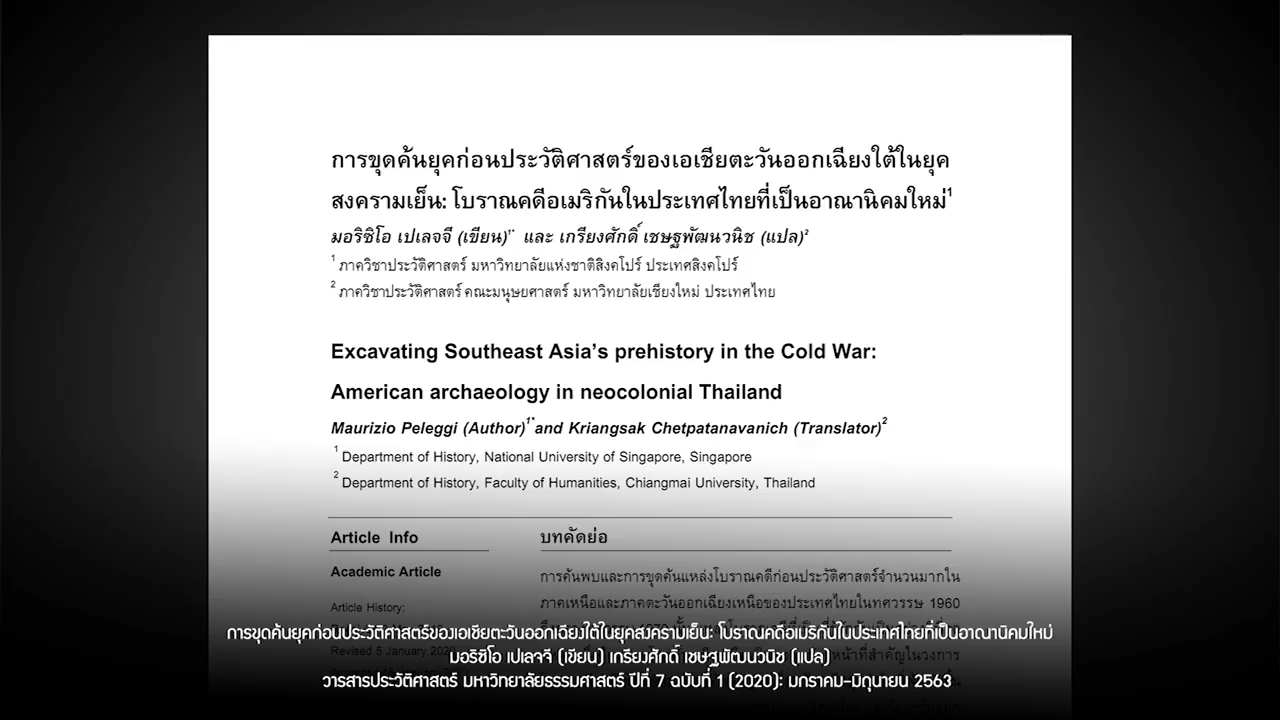 การขุดค้นยุคก่อนประวัติศาสตร์ของเอเชียตะวันออกเฉียงใต้ในยุค
สงครามเย็น: โบราณคดีอเมริกันในประเทศไทยที่เป็นอาณานิคมใหม่¹
มอริซิโอ เปเลจจี (เขียน)¹* และ เกรียงศักดิ์ เชษฐพัฒนวนิช (แปล)²
¹ ภาควิชาประวัติศาสตร์ มหาวิทยาลัยแห่งชาติสิงคโปร์ ประเทศสิงคโปร์
² ภาควิชาประวัติศาสตร์ คณะมนุษยศาสตร์ มหาวิทยาลัยเชียงใหม่ ประเทศไทย
Excavating Southeast Asia's prehistory in the Cold War:
American archaeology in neocolonial Thailand
Maurizio Peleggi (Author)¹* and Kriangsak Chetpatanavanich (Translator)²
¹ Department of History, National University of Singapore, Singapore
² Department of History, Faculty of Humanities, Chiangmai University, Thailand
Article Info
บทคัดย่อ
Academic Article
การค้นพบและการขุดค้นแหล่งโบราณคดีก่อนประวัติศาสตร์จำนวนมากใน
Article History:
ภาคเหนือและภาคตะวันออกเฉียงเหนือของประเทศไทยในทศวรรษ 1960
Revised 5 January
การขุดค้นยุคก่อนประวัติศาสตร์ของเอเชียตะวันออกเฉียงใต้ในยุคสงครามเย็น: โบราณคดีอเมริกันในประเทศไทยที่เป็นอาณานิคมใหม่
มอริซิโอ เปเลจจี (เขียน) เกรียงศักดิ์ เชษฐพัฒนวนิช (แปล)
วารสารประวัติศาสตร์ มหาวิทยาลัยธรรมศาสตร์ ปีที่ 7 ฉบับที่ 1 (2020): มกราคม-มิถุนายน 2563